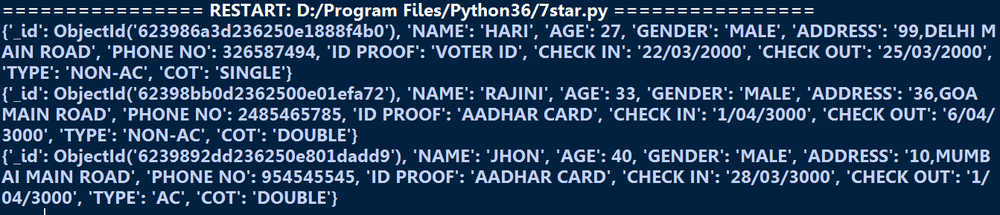 ================= RESTART: D:/Program Files/Python36/7star.py =================
{'_id': ObjectId('623986a3d236250e1888f4b0'), 'NAME': 'HARI', 'AGE': 27, 'GENDER': 'MALE', 'ADDRESS': '99,DELHI M
AIN ROAD', 'PHONE NO': 326587494, 'ID PROOF': 'VOTER ID', 'CHECK IN': '22/03/2000', 'CHECK OUT': '25/03/2000',
'TYPE': 'NON-AC', 'COT': 'SINGLE'}
{'_id': ObjectId('62398bb0d2362500e01efa72'), 'NAME': 'RAJINI', 'AGE': 33, 'GENDER': 'MALE', 'ADDRESS': '36,GOA
MAIN ROAD', 'PHONE NO': 2485465785, 'ID PROOF': 'AADHAR CARD', 'CHECK IN': '1/04/3000', 'CHECK OUT': '6/04/
3000', 'TYPE': 'NON-AC', 'COT': 'DOUBLE'}
{'_id': ObjectId('6239892dd236250e801dadd9'), 'NAME': 'JHON', 'AGE': 40, 'GENDER': 'MALE', 'ADDRESS': '10,MUMB
AI MAIN ROAD', 'PHONE NO': 954545545, 'ID PROOF': 'AADHAR CARD', 'CHECK IN': '28/03/3000', 'CHECK OUT': '1/
04/3000', 'TYPE': 'AC', 'COT': 'DOUBLE'}